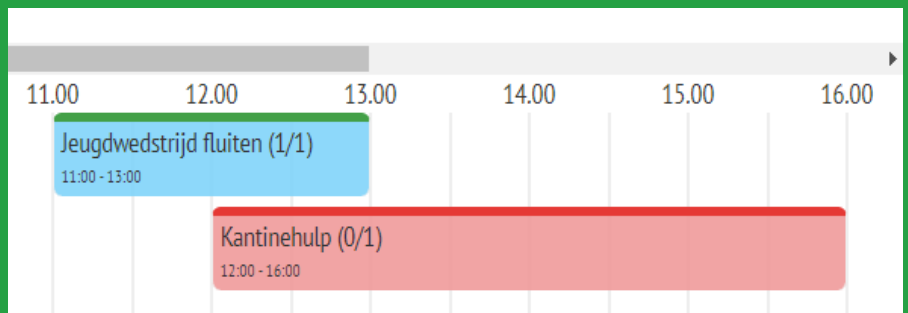 11.00 12.00 13.00 14.00 15.00 16.00
Jeugdwedstrijd fluiten (1/1)
11:00 - 13:00
Kantinehulp (0/1)
12:00 - 16:00